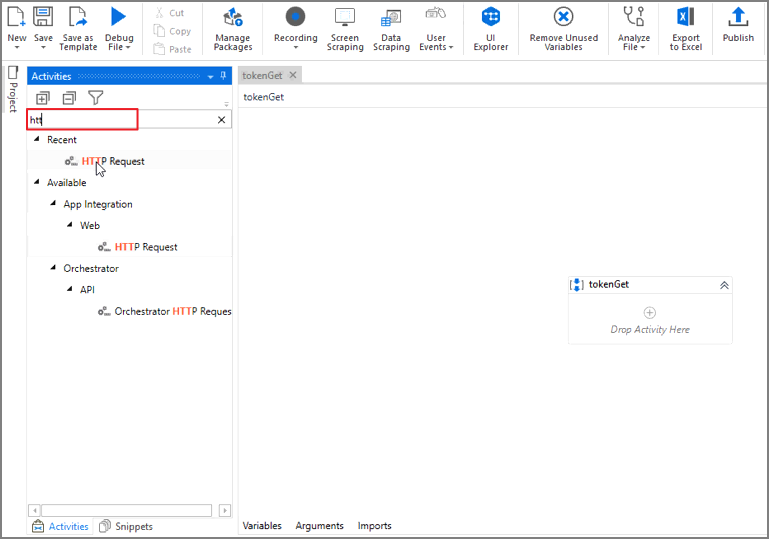 New
Save
Save as
Template
Debug
File
Cut
Copy
Paste
Manage
Packages
Recording
Screen
Scraping
Data
Scraping
User
Events
UI
Explorer
Remove Unused
Variables
Analyze
File
Export
to Excel
Publish
Project
Activities
htt
Recent
HTTP Request
Available
App Integration
Web
HTTP Request
Orchestrator
API
Orchestrator HTTP Reques
Activities
Snippets
tokenGet
tokenGet
tokenGet
Drop Activity Here
Variables
Arguments
Imports